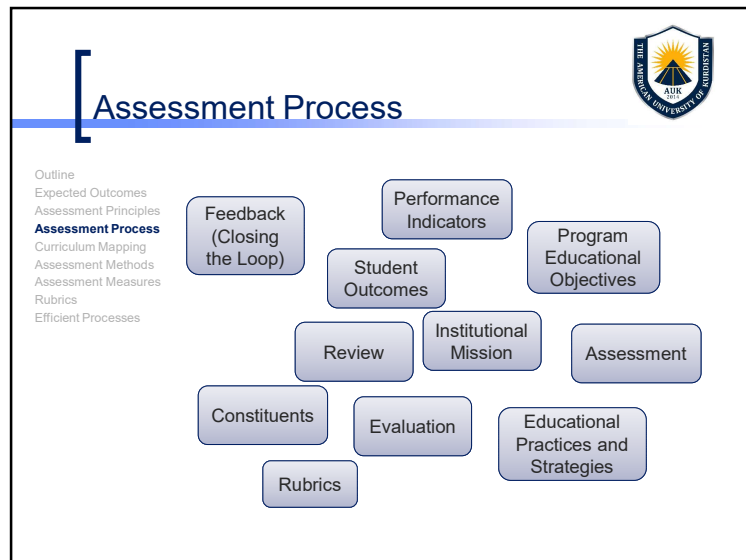 Assessment Process
THE AMERICAN UNIVERSITY OF KURDISTAN
AUK
2014
Outline
Expected Outcomes
Assessment Principles
Assessment Process
Curriculum Mapping
Assessment Methods
Assessment Measures
Rubrics
Efficient Processes
Feedback
(Closing
the Loop)
Performance
Indicators
Program
Educational
Objectives
Student
Outcomes
Institutional
Mission
Review
Assessment
Constituents
Evaluation
Educational
Practices and
Strategies
Rubrics